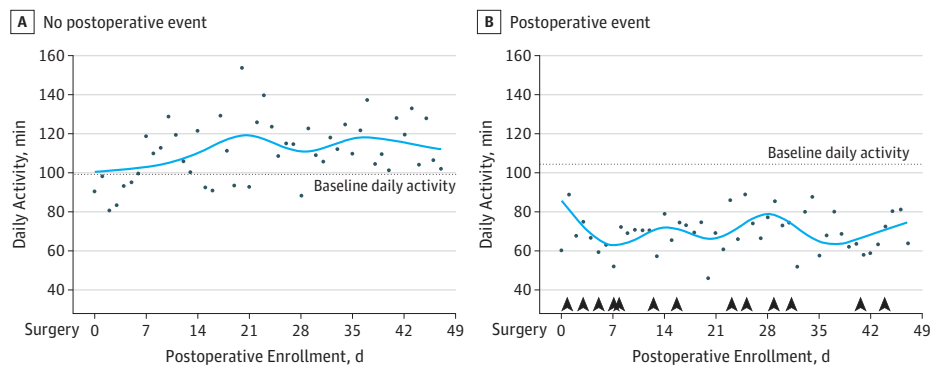 A No postoperative event
160
140
120
100
80
60
40
Daily Activity, min
Baseline daily activity
Surgery 0 7 14 21 28 35 42 49
Postoperative Enrollment, d
B Postoperative event
160
140
120
100
80
60
40
Daily Activity, min
Baseline daily activity
Surgery 0 7 14 21 28 35 42 49
Postoperative Enrollment, d